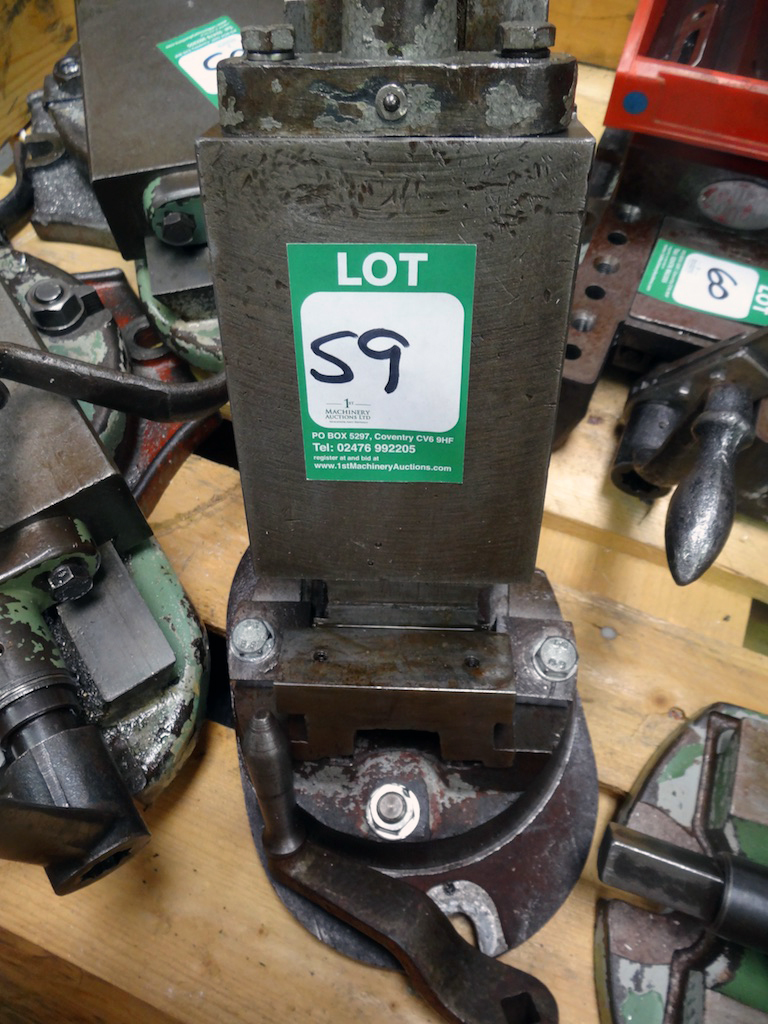 LOT
59
1ST
MACHINERY
AUCTIONS LTD
PO BOX 5297, Coventry CV6 9HF
Tel: 02476 992205
register at and bid at
www.1stMachineryAuctions.com
60
LOT